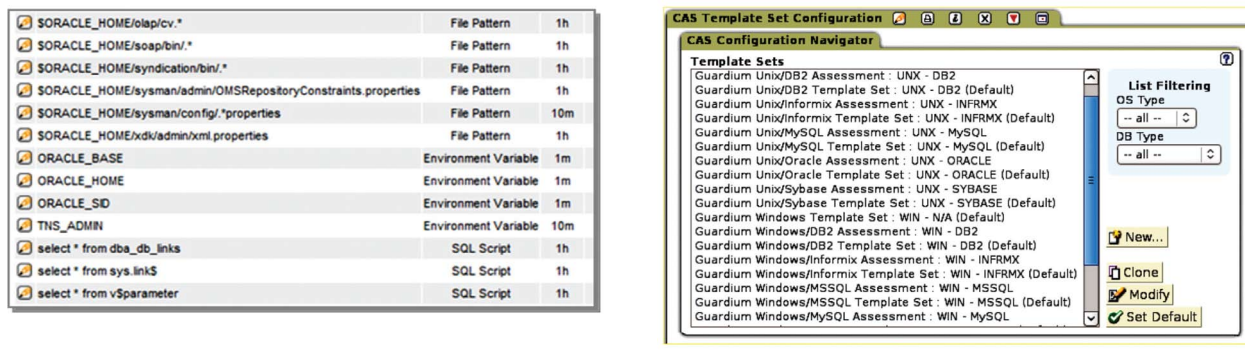 $ORACLE_HOME/olap/cv.* File Pattern 1h
$ORACLE_HOME/soap/bin/.* File Pattern 1h
$ORACLE_HOME/syndication/bin/.* File Pattern 1h
$ORACLE_HOME/sysman/admin/OMSRepositoryConstraints.properties File Pattern 1h
$ORACLE_HOME/sysman/config/.*properties File Pattern 10m
$ORACLE_HOME/xdk/admin/xml.properties File Pattern 1h
ORACLE_BASE Environment Variable 1m
ORACLE_HOME Environment Variable 1m
ORACLE_SID Environment Variable 1m
TNS_ADMIN Environment Variable 10m
select * from dba_db_links SQL Script 1h
select * from sys.link$ SQL Script 1h
select * from v$parameter SQL Script 1h
CAS Template Set Configuration
CAS Configuration Navigator
Template Sets
Guardium Unix/DB2 Assessment : UNX - DB2
Guardium Unix/DB2 Template Set : UNX - DB2 (Default)
Guardium Unix/Informix Assessment : UNX - INFRMX
Guardium Unix/Informix Template Set : UNX - INFRMX (Default)
Guardium Unix/MySQL Assessment : UNX - MySQL
Guardium Unix/MySQL Template Set : UNX - MySQL (Default)
Guardium Unix/Oracle Assessment : UNX - ORACLE
Guardium Unix/Oracle Template Set : UNX - ORACLE (Default)
Guardium Unix/Sybase Assessment : UNX - SYBASE
Guardium Unix/Sybase Template Set : UNX - SYBASE (Default)
Guardium Windows Template Set : WIN - N/A (Default)
Guardium Windows/DB2 Assessment : WIN - DB2
Guardium Windows/DB2 Template Set : WIN - DB2 (Default)
Guardium Windows/Informix Assessment : WIN - INFRMX
Guardium Windows/Informix Template Set : WIN - INFRMX (Default)
Guardium Windows/MSSQL Assessment : WIN - MSSQL
Guardium Windows/MSSQL Template Set : WIN - MSSQL (Default)
Guardium Windows/MySQL Assessment : WIN - MySQL
?
List Filtering
OS Type
-- all --
DB Type
-- all --
New...
Clone
Modify
Set Default